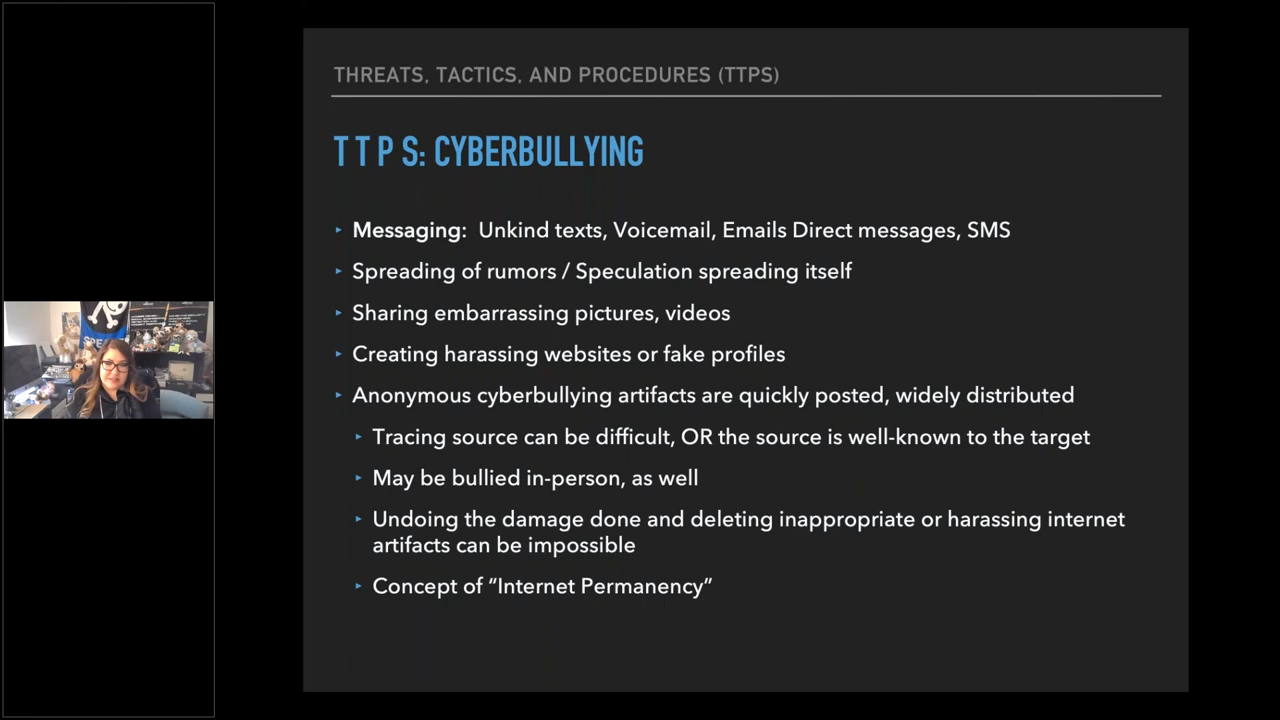 THREATS, TACTICS, AND PROCEDURES (TTPS)
T T P S: CYBERBULLYING
Messaging: Unkind texts, Voicemail, Emails Direct messages, SMS
Spreading of rumors / Speculation spreading itself
Sharing embarrassing pictures, videos
Creating harassing websites or fake profiles
Anonymous cyberbullying artifacts are quickly posted, widely distributed
Tracing source can be difficult, OR the source is well-known to the target
May be bullied in-person, as well
Undoing the damage done and deleting inappropriate or harassing internet
artifacts can be impossible
Concept of “Internet Permanency”